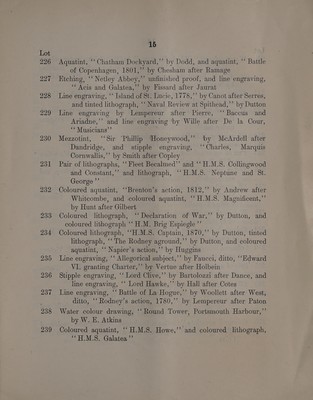 15
Lot
226 Aquatint, "Chatham Dockyard," by Dodd, and aquatint, "Battle
of Copenhagen, 1801," by Chesham after Ramage
227 Etching, "Netley Abbey," unfinished proof, and line engraving,
"Acis and Galatea," by Fissard after Jaurat
228 Line engraving, "Island of St. Lucie, 1778," by Canot after Serres,
and tinted lithograph, "Naval Review at Spithead," by Dutton
229 Line engraving by Lempereur after Pierre, "Baccus and
Ariadne," and line engraving by Wille after De la Cour,
"Musicians"
230 Mezzotint, "Sir Phillip Honeywood," by McArdell after
Dandridge, and stipple engraving, "Charles, Marquis
Cornwallis," by Smith after Copley
231 Pair of lithographs, "Fleet Becalmed" and "H.M.S. Collingwood
and Constant," and lithograph, "H.M.S. Neptune and St.
George"
232 Coloured aquatint, "Brenton's action, 1812," by Andrew after
Whitcombe, and coloured aquatint, "H.M.S. Magnificent,"
by Hunt after Gilbert
233 Coloured lithograph, "Declaration of War," by Dutton, and
coloured lithograph "H.M. Brig Espiegle"
234 Coloured lithograph, "H.M.S. Captain, 1870," by Dutton, tinted
lithograph, "The Rodney aground," by Dutton, and coloured
aquatint, "Napier's action," by Huggins
235 Line engraving, "Allegorical subject," by Faucci, ditto, "Edward
VI. granting Charter," by Vertue after Holbein
236 Stipple engraving, "Lord Clive," by Bartolozzi after Dance, and
line engraving, "Lord Hawke," by Hall after Cotes
237 Line engraving, "Battle of La Hogue," by Woollett after West,
ditto, "Rodney's action, 1780," by Lempereur after Paton
238 Water colour drawing, "Round Tower, Portsmouth Harbour,"
by W. E. Atkins
239 Coloured aquatint, "H.M.S. Howe," and coloured lithograph,
"H.M.S. Galatea"